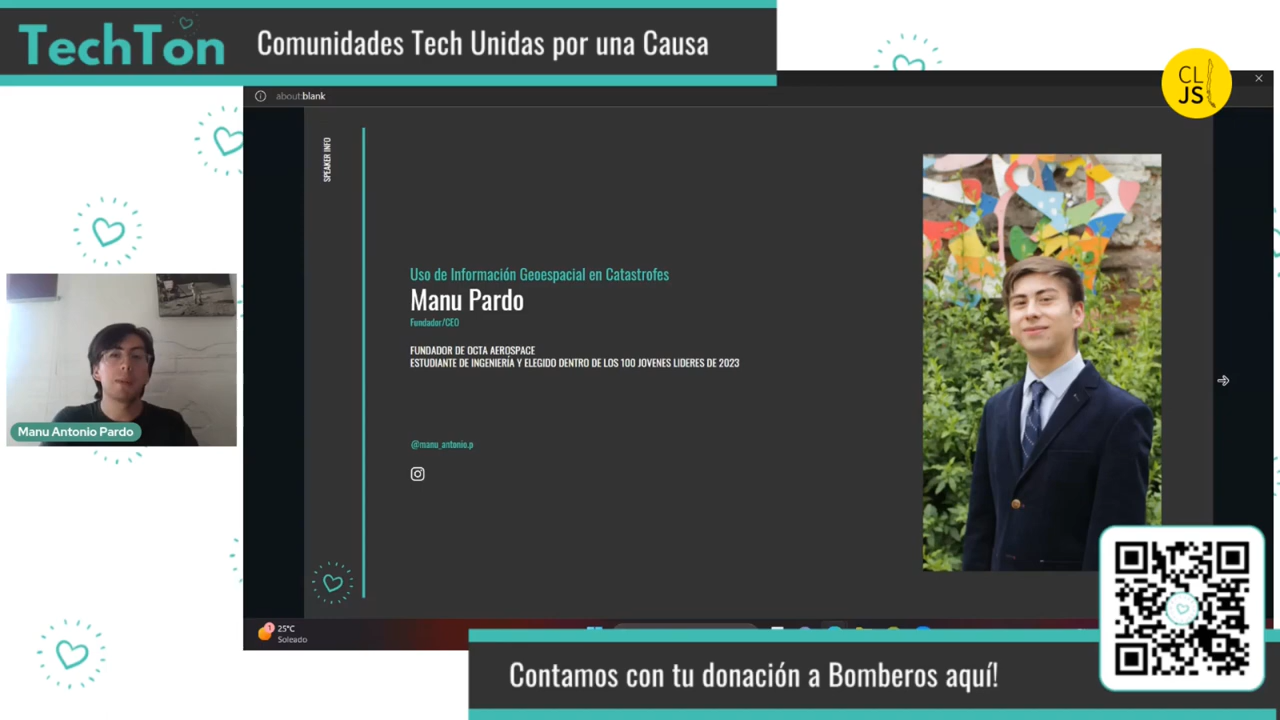 TechTon
Comunidades Tech Unidas por una Causa
CL
JS
about:blank
SPEAKER INFO
Uso de Información Geoespacial en Catastrofes
Manu Pardo
Fundador/CEO
FUNDADOR DE OCTA AEROSPACE
ESTUDIANTE DE INGENIERÍA Y ELEGIDO DENTRO DE LOS 100 JOVENES LIDERES DE 2023
@manu_antonio.p
Manu Antonio Pardo
1
25°C
Soleado
Contamos con tu donación a Bomberos aquí!